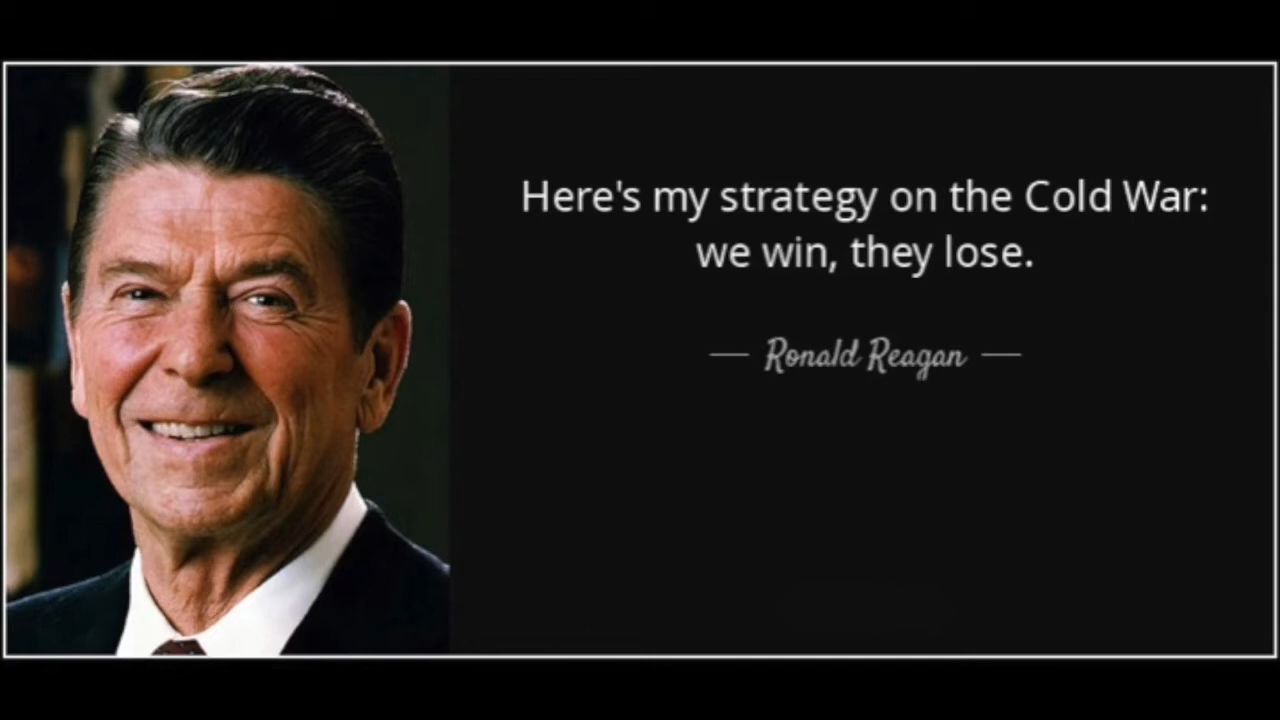 Here's my strategy on the Cold War:
we win, they lose.
— Ronald Reagan —